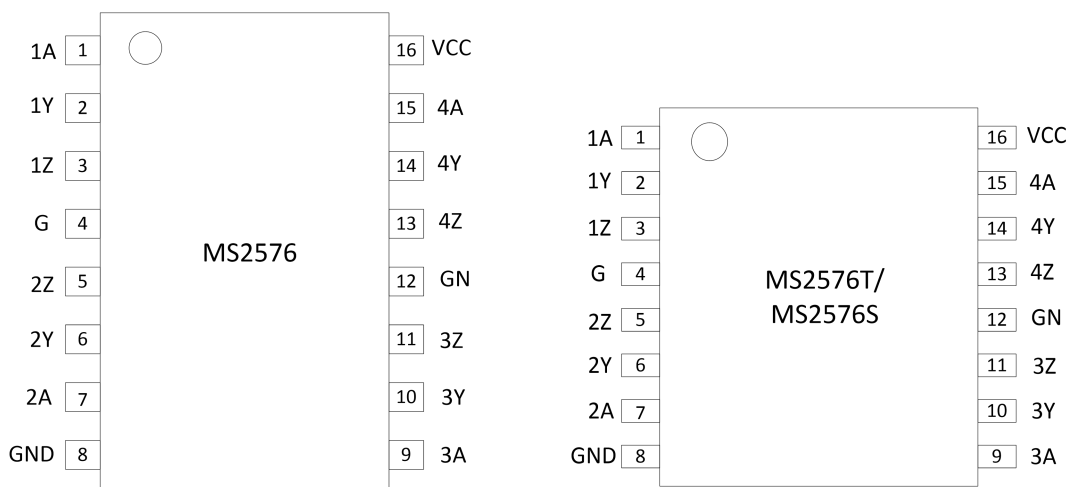 1A 1 16 VCC
1Y 2 15 4A
1Z 3 14 4Y
G 4 13 4Z
MS2576
2Z 5 12 GN
2Y 6 11 3Z
2A 7 10 3Y
GND 8 9 3A
1A 1 16 VCC
1Y 2 15 4A
1Z 3 14 4Y
G 4 13 4Z
MS2576T/
MS2576S
2Z 5 12 GN
2Y 6 11 3Z
2A 7 10 3Y
GND 8 9 3A